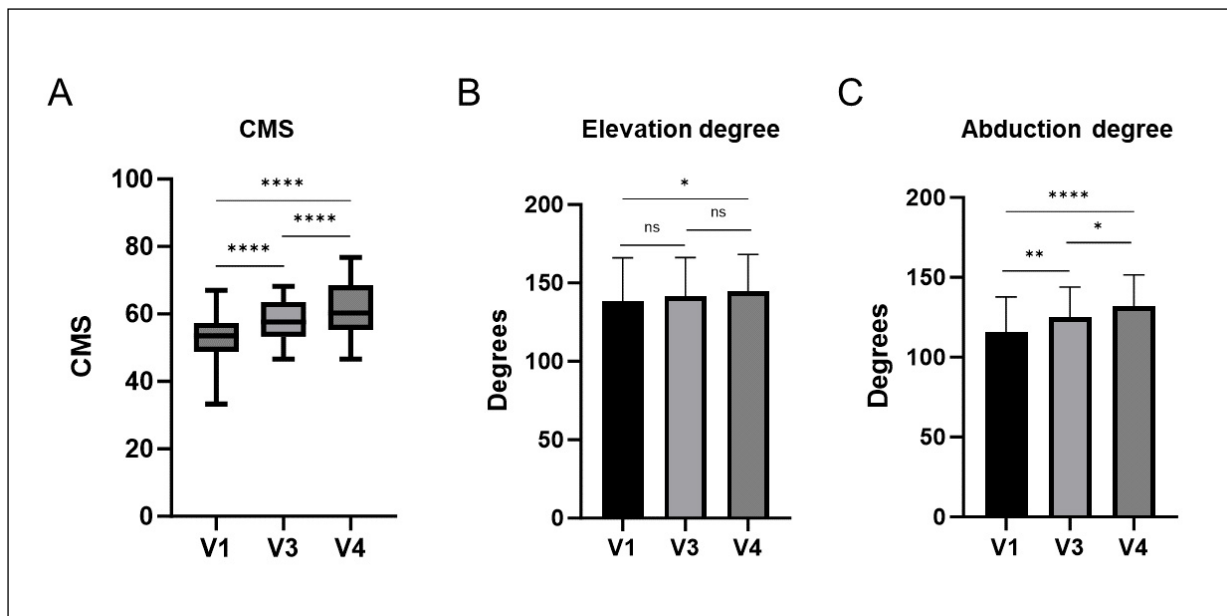 A
CMS
****
****
****
100
80
60
40
20
0
CMS
V1 V3 V4
B
Elevation degree
*
ns
ns
200
150
100
50
0
Degrees
V1 V3 V4
C
Abduction degree
****
*
**
200
150
100
50
0
Degrees
V1 V3 V4